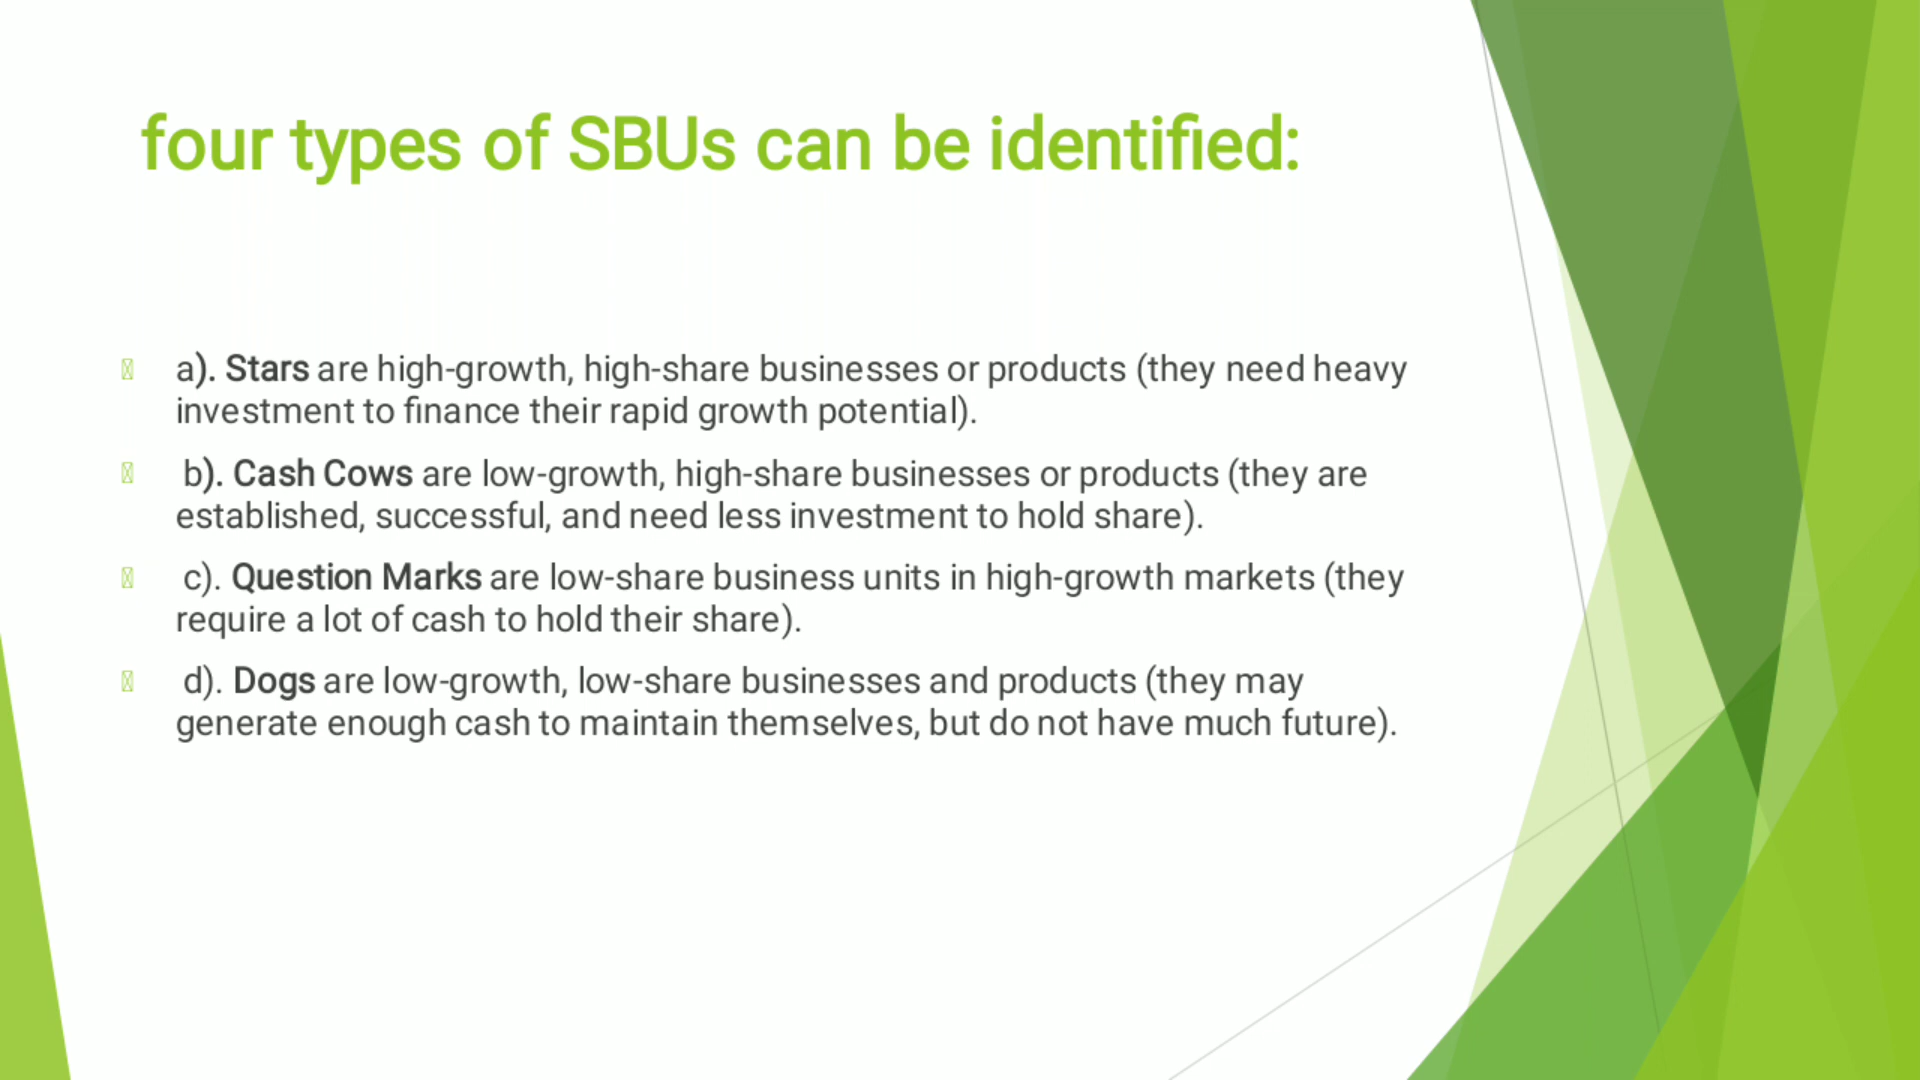 four types of SBUs can be identified:
a). Stars are high-growth, high-share businesses or products (they need heavy
investment to finance their rapid growth potential).
b). Cash Cows are low-growth, high-share businesses or products (they are
established, successful, and need less investment to hold share).
c). Question Marks are low-share business units in high-growth markets (they
require a lot of cash to hold their share).
d). Dogs are low-growth, low-share businesses and products (they may
generate enough cash to maintain themselves, but do not have much future).